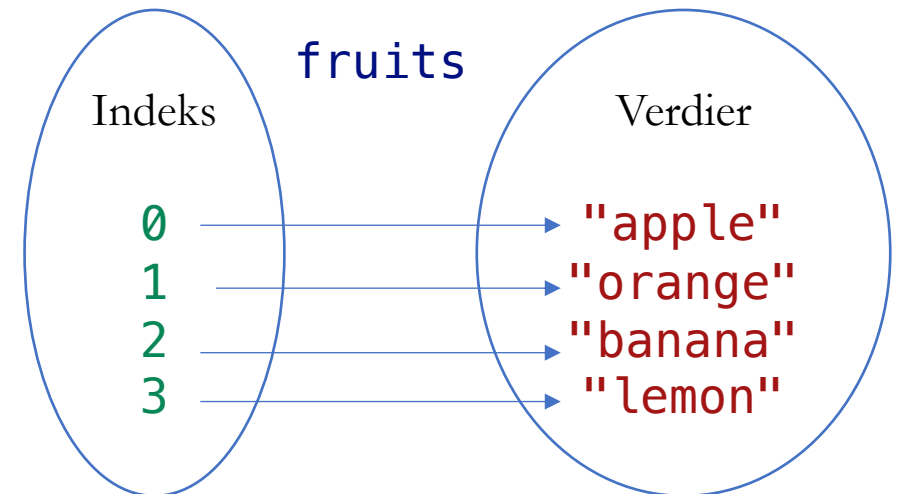 fruits
Indeks Verdier
0 "apple"
1 "orange"
2 "banana"
3 "lemon"